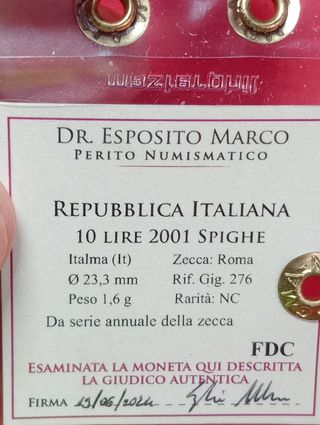 DR. ESPOSITO MARCO
PERITO NUMISMATICO
REPUBBLICA ITALIANA
10 LIRE 2001 SPIGHE
Italma (It) Zecca: Roma
Ø 23,3 mm Rif. Gig. 276
Peso 1,6 g Rarità: NC
Da serie annuale della zecca
FDC
ESAMINATA LA MONETA QUI DESCRITTA
LA GIUDICO AUTENTICA
FIRMA 19/06/2024